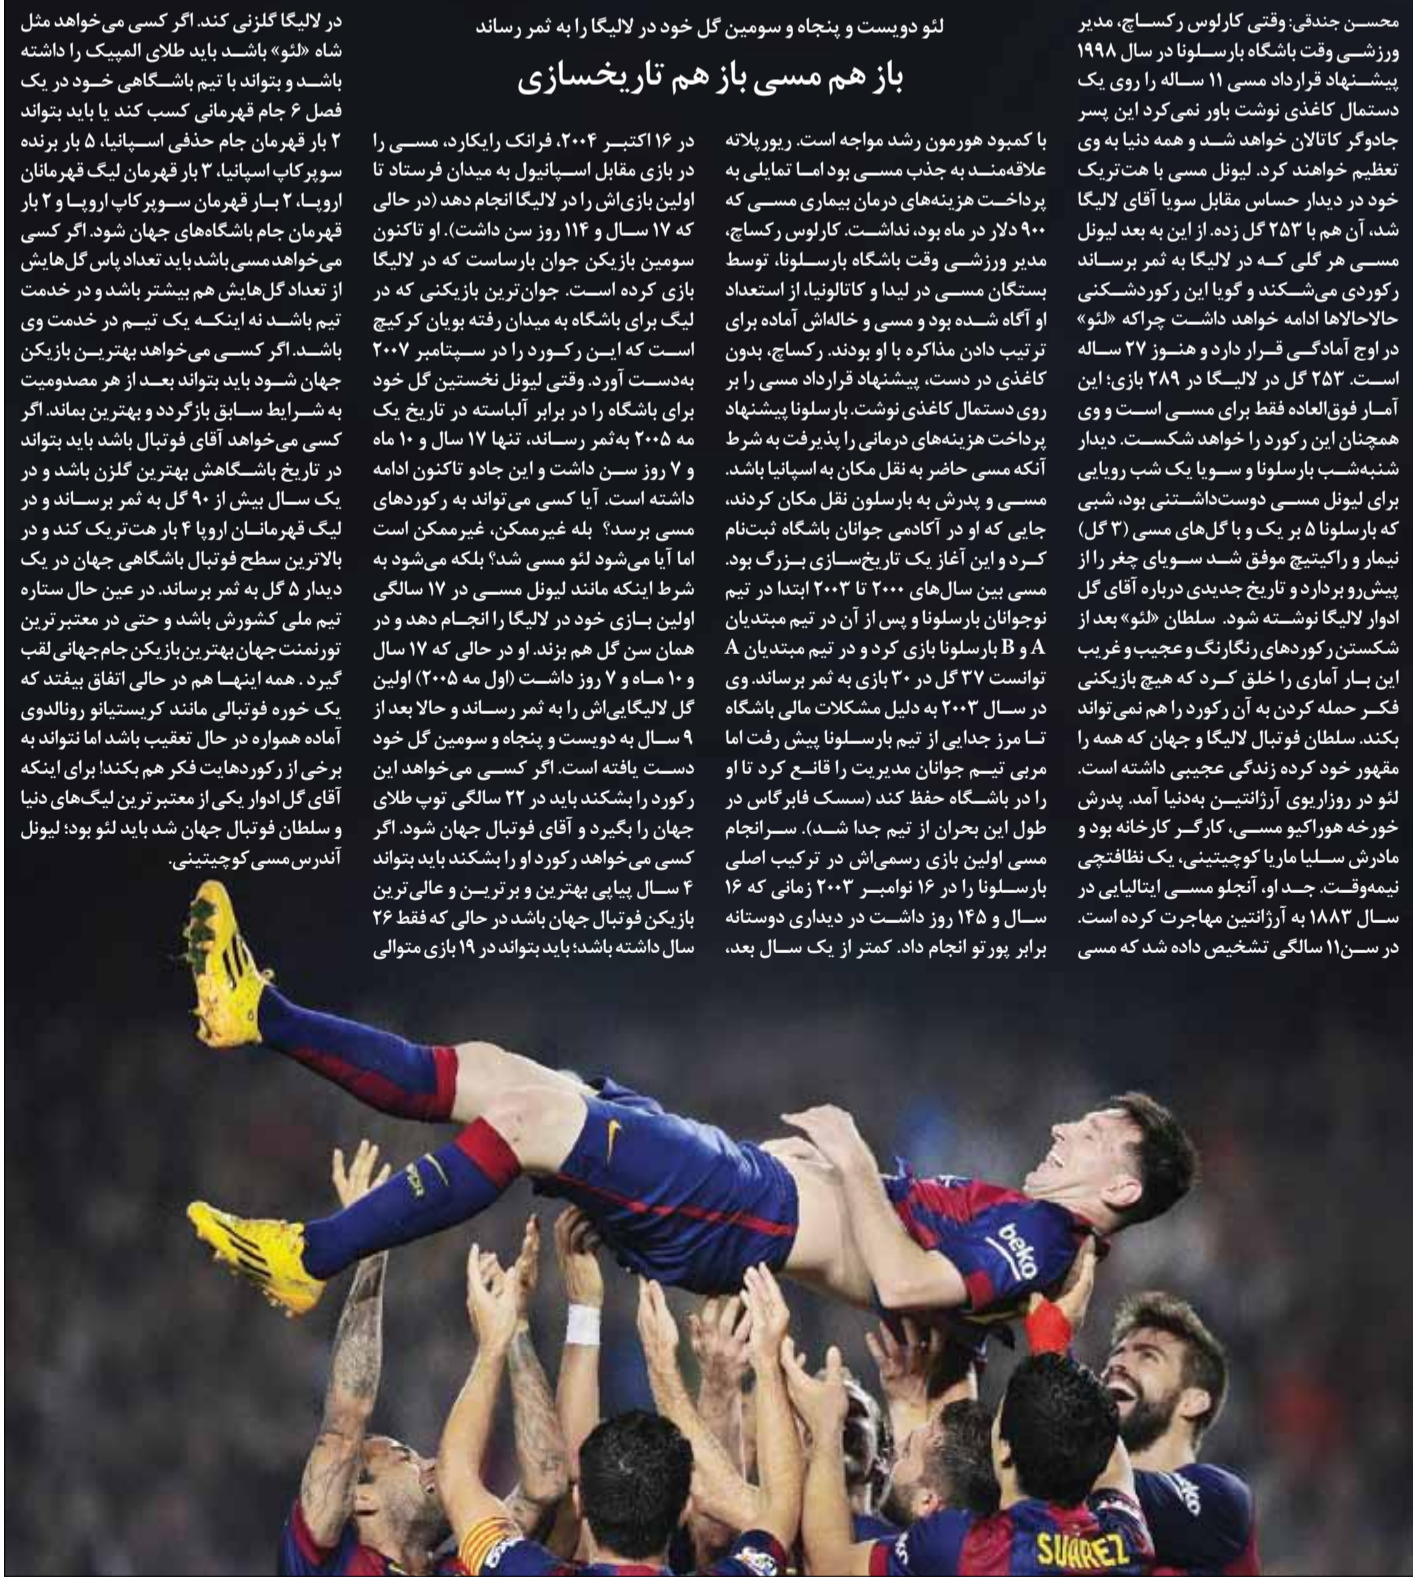 لئو دویست و پنجاه و سومین گل خود در لالیگا را به ثمر رساند
باز هم مسی باز هم تاریخسازی
محسن جندقی: وقتی کارلوس رکساچ، مدیر
ورزشی وقت باشگاه بارسلونا در سال ۱۹۹۸
پیشنهاد قرارداد مسی ۱۱ ساله را روی یک
دستمال کاغذی نوشت باور نمی‌کرد این پسر
جادوگر کاتالان خواهد شد و همه دنیا به وی
تعظیم خواهند کرد. لیونل مسی با هت‌تریک
خود در دیدار حساس مقابل سویا آقای لالیگا
شد، آن هم با ۲۵۳ گل زده. از این به بعد لیونل
مسی هر گلی که در لالیگا به ثمر برساند
رکوردی می‌شکند و گویا این رکوردشکنی
حالاحالاها ادامه خواهد داشت چراکه «لئو»
در اوج آمادگی قرار دارد و هنوز ۲۷ ساله
است. ۲۵۳ گل در لالیگا در ۲۸۹ بازی؛ این
آمار فوق‌العاده فقط برای مسی است و وی
همچنان این رکورد را خواهد شکست. دیدار
شنبه‌شب بارسلونا و سویا یک شب رویایی
برای لیونل مسی دوست‌داشتنی بود، شبی
که بارسلونا ۵ بر یک و با گل‌های مسی (۳ گل)
نیمار و راکیتیچ موفق شد سویای چغر را از
پیش‌رو بردارد و تاریخ جدیدی درباره آقای گل
ادوار لالیگا نوشته شود. سلطان «لئو» بعد از
شکستن رکوردهای رنگارنگ و عجیب و غریب
این بار آماری را خلق کرد که هیچ بازیکنی
فکر حمله کردن به آن رکورد را هم نمی‌تواند
بکند. سلطان فوتبال لالیگا و جهان که همه را
مقهور خود کرده زندگی عجیبی داشته است.
لئو در روزاریوی آرژانتین به‌دنیا آمد. پدرش
خورخه هوراکیو مسی، کارگر کارخانه بود و
مادرش سلیا ماریا کوچیتینی، یک نظافتچی
نیمه‌وقت. جد او، آنجلو مسی ایتالیایی در
سال ۱۸۸۳ به آرژانتین مهاجرت کرده است.
در سن۱۱ سالگی تشخیص داده شد که مسی
با کمبود هورمون رشد مواجه است. ریورپلاته
علاقه‌مند به جذب مسی بود اما تمایلی به
پرداخت هزینه‌های درمان بیماری مسی که
۹۰۰ دلار در ماه بود، نداشت. کارلوس رکساچ،
مدیر ورزشی وقت باشگاه بارسلونا، توسط
بستگان مسی در لیدا و کاتالونیا، از استعداد
او آگاه شده بود و مسی و خاله‌اش آماده برای
ترتیب دادن مذاکره با او بودند. رکساچ، بدون
کاغذی در دست، پیشنهاد قرارداد مسی را بر
روی دستمال کاغذی نوشت. بارسلونا پیشنهاد
پرداخت هزینه‌های درمانی را پذیرفت به شرط
آنکه مسی حاضر به نقل مکان به اسپانیا باشد.
مسی و پدرش به بارسلون نقل مکان کردند،
جایی که او در آکادمی جوانان باشگاه ثبت‌نام
کرد و این آغاز یک تاریخ‌سازی بزرگ بود.
مسی بین سال‌های ۲۰۰۰ تا ۲۰۰۳ ابتدا در تیم
نوجوانان بارسلونا و پس از آن در تیم مبتدیان
A و B بارسلونا بازی کرد و در تیم مبتدیان A
توانست ۳۷ گل در ۳۰ بازی به ثمر برساند. وی
در سال ۲۰۰۳ به دلیل مشکلات مالی باشگاه
تا مرز جدایی از تیم بارسلونا پیش رفت اما
مربی تیم جوانان مدیریت را قانع کرد تا او
را در باشگاه حفظ کند (سسک فابرگاس در
طول این بحران از تیم جدا شد). سرانجام
مسی اولین بازی رسمی‌اش در ترکیب اصلی
بارسلونا را در ۱۶ نوامبر ۲۰۰۳ زمانی که ۱۶
سال و ۱۴۵ روز داشت در دیداری دوستانه
برابر پورتو انجام داد. کمتر از یک سال بعد،
در ۱۶ اکتبر ۲۰۰۴، فرانک رایکارد، مسی را
در بازی مقابل اسپانیول به میدان فرستاد تا
اولین بازی‌اش را در لالیگا انجام دهد (در حالی
که ۱۷ سال و ۱۱۴ روز سن داشت). او تاکنون
سومین بازیکن جوان بارساست که در لالیگا
بازی کرده است. جوان‌ترین بازیکنی که در
لیگ برای باشگاه به میدان رفته بویان کرکیچ
است که این رکورد را در سپتامبر ۲۰۰۷
به‌دست آورد. وقتی لیونل نخستین گل خود
برای باشگاه را در برابر آلباسته در تاریخ یک
مه ۲۰۰۵ به‌ثمر رساند، تنها ۱۷ سال و ۱۰ ماه
و ۷ روز سن داشت و این جادو تاکنون ادامه
داشته است. آیا کسی می‌تواند به رکوردهای
مسی برسد؟ بله غیرممکن، غیرممکن است
اما آیا می‌شود لئو مسی شد؟ بلکه می‌شود به
شرط اینکه مانند لیونل مسی در ۱۷ سالگی
اولین بازی خود در لالیگا را انجام دهد و در
همان سن گل هم بزند. او در حالی که ۱۷ سال
و ۱۰ ماه و ۷ روز داشت (اول مه ۲۰۰۵) اولین
گل لالیگایی‌اش را به ثمر رساند و حالا بعد از
۹ سال به دویست و پنجاه و سومین گل خود
دست یافته است. اگر کسی می‌خواهد این
رکورد را بشکند باید در ۲۲ سالگی توپ طلای
جهان را بگیرد و آقای فوتبال جهان شود. اگر
کسی می‌خواهد رکورد او را بشکند باید بتواند
۴ سال پیاپی بهترین و برترین و عالی‌ترین
بازیکن فوتبال جهان باشد در حالی که فقط ۲۶
سال داشته باشد؛ باید بتواند در ۱۹ بازی متوالی
در لالیگا گلزنی کند. اگر کسی می‌خواهد مثل
شاه «لئو» باشد باید طلای المپیک را داشته
باشد و بتواند با تیم باشگاهی خود در یک
فصل ۶ جام قهرمانی کسب کند یا باید بتواند
۲ بار قهرمان جام حذفی اسپانیا، ۵ بار برنده
سوپرکاپ اسپانیا، ۳ بار قهرمان لیگ قهرمانان
اروپا، ۲ بار قهرمان سوپرکاپ اروپا و ۲ بار
قهرمان جام باشگاه‌های جهان شود. اگر کسی
می‌خواهد مسی باشد باید تعداد پاس گل‌هایش
از تعداد گل‌هایش هم بیشتر باشد و در خدمت
تیم باشد نه اینکه یک تیم در خدمت وی
باشد. اگر کسی می‌خواهد بهترین بازیکن
جهان شود باید بتواند بعد از هر مصدومیت
به شرایط سابق بازگردد و بهترین بماند. اگر
کسی می‌خواهد آقای فوتبال باشد باید بتواند
در تاریخ باشگاهش بهترین گلزن باشد و در
یک سال بیش از ۹۰ گل به ثمر برساند و در
لیگ قهرمانان اروپا ۴ بار هت‌تریک کند و در
بالاترین سطح فوتبال باشگاهی جهان در یک
دیدار ۵ گل به ثمر برساند. در عین حال ستاره
تیم ملی کشورش باشد و حتی در معتبرترین
تورنمنت جهان بهترین بازیکن جام‌جهانی لقب
گیرد. همه اینها هم در حالی اتفاق بیفتد که
یک خوره فوتبالی مانند کریستیانو رونالدوی
آماده همواره در حال تعقیب باشد اما نتواند به
برخی از رکوردهایت فکر هم بکند! برای اینکه
آقای گل ادوار یکی از معتبرترین لیگ‌های دنیا
و سلطان فوتبال جهان شد باید لئو بود؛ لیونل
آندرس مسی کوچیتینی.
beko
SUAREZ